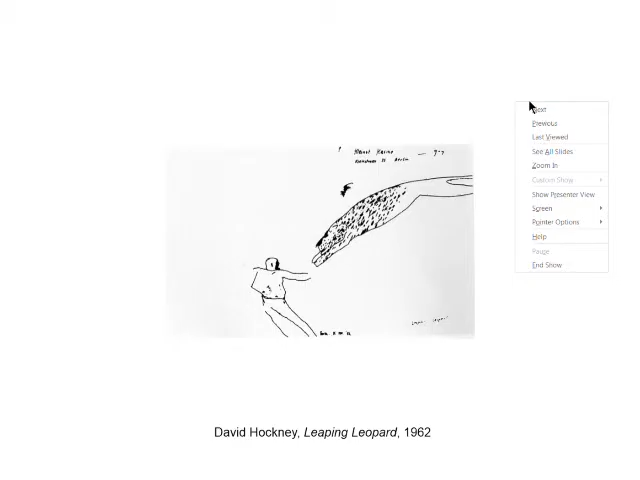 Next
Previous
Last Viewed
See All Slides
Zoom In
Custom Show
Show Presenter View
Screen
Pointer Options
Help
Pause
End Show
David Hockney, Leaping Leopard, 1962